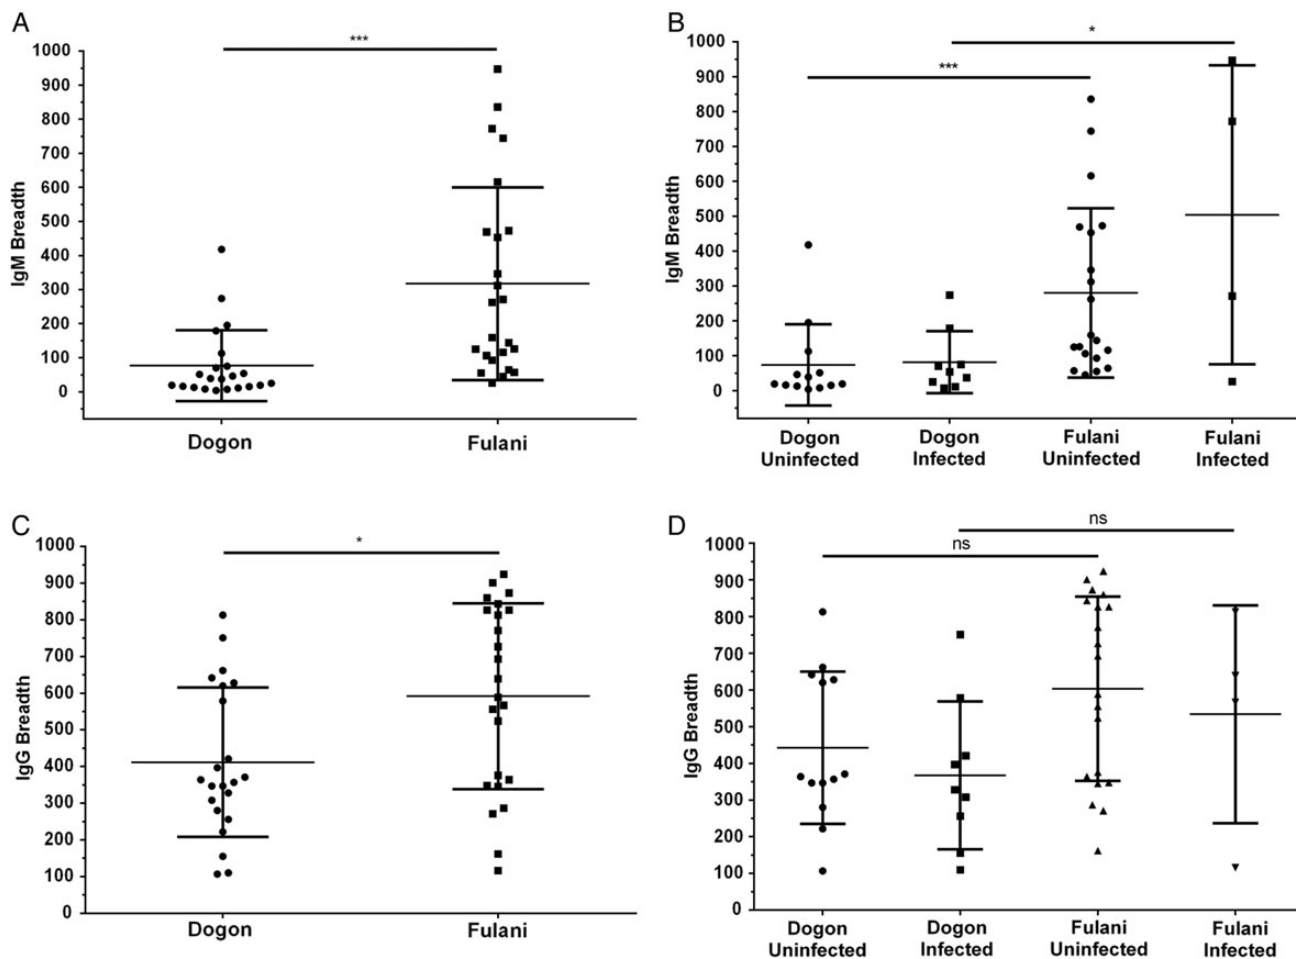 A
***
1000
900
800
700
600
500
400
300
200
100
0
IgM Breadth
Dogon
Fulani
B
*
***
1000
900
800
700
600
500
400
300
200
100
0
IgM Breadth
Dogon
Uninfected
Dogon
Infected
Fulani
Uninfected
Fulani
Infected
C
*
1000
900
800
700
600
500
400
300
200
100
0
IgG Breadth
Dogon
Fulani
D
ns
ns
1000
900
800
700
600
500
400
300
200
100
0
IgG Breadth
Dogon
Uninfected
Dogon
Infected
Fulani
Uninfected
Fulani
Infected